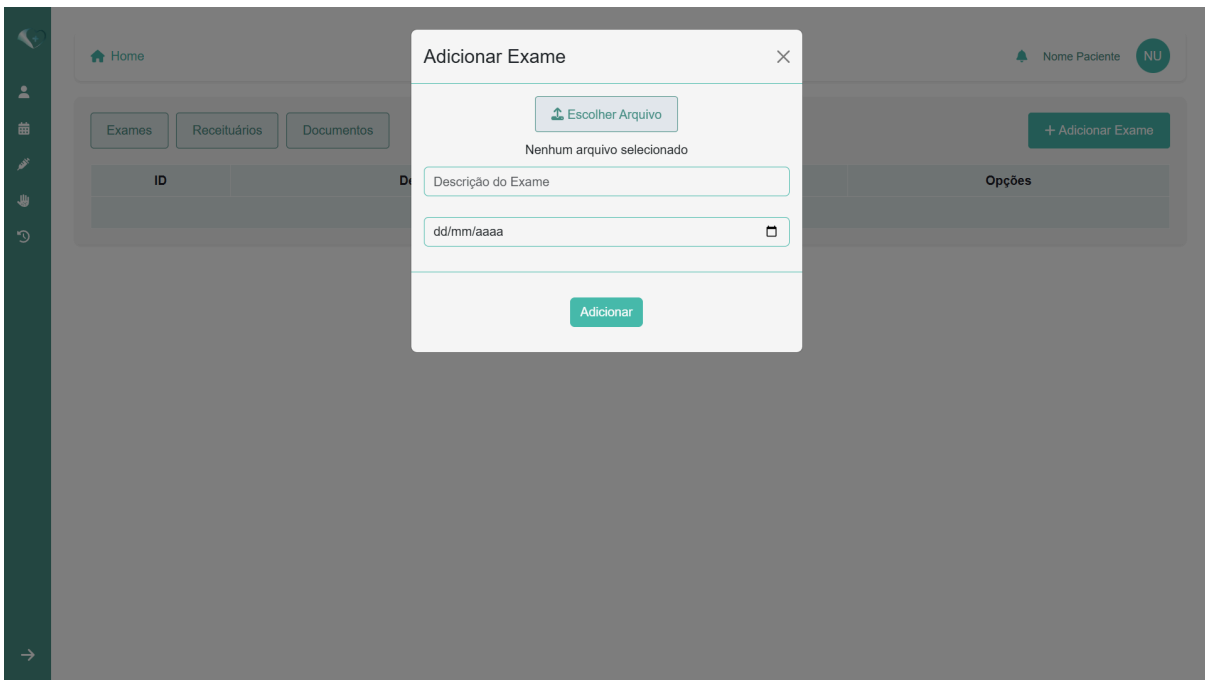 Adicionar Exame
Home
Nome Paciente
NU
Escolher Arquivo
Nenhum arquivo selecionado
Exames
Receituários
Documentos
+ Adicionar Exame
ID
De
Opções
Descrição do Exame
dd/mm/aaaa
Adicionar